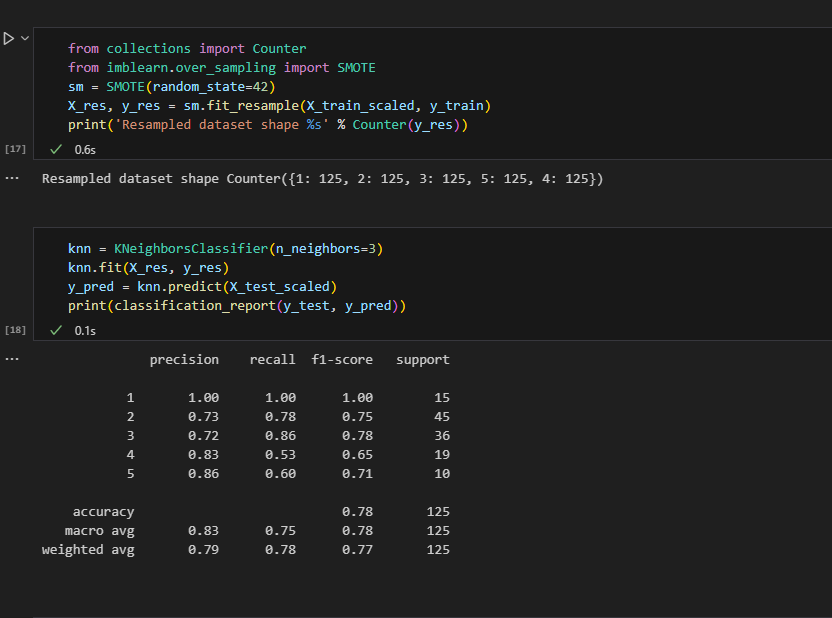 from collections import Counter
from imblearn.over_sampling import SMOTE
sm = SMOTE(random_state=42)
X_res, y_res = sm.fit_resample(X_train_scaled, y_train)
print('Resampled dataset shape %s' % Counter(y_res))
[17] 0.6s
... Resampled dataset shape Counter({1: 125, 2: 125, 3: 125, 5: 125, 4: 125})
knn = KNeighborsClassifier(n_neighbors=3)
knn.fit(X_res, y_res)
y_pred = knn.predict(X_test_scaled)
print(classification_report(y_test, y_pred))
[18] 0.1s
... precision recall f1-score support
1 1.00 1.00 1.00 15
2 0.73 0.78 0.75 45
3 0.72 0.86 0.78 36
4 0.83 0.53 0.65 19
5 0.86 0.60 0.71 10
accuracy 0.78 125
macro avg 0.83 0.75 0.78 125
weighted avg 0.79 0.78 0.77 125